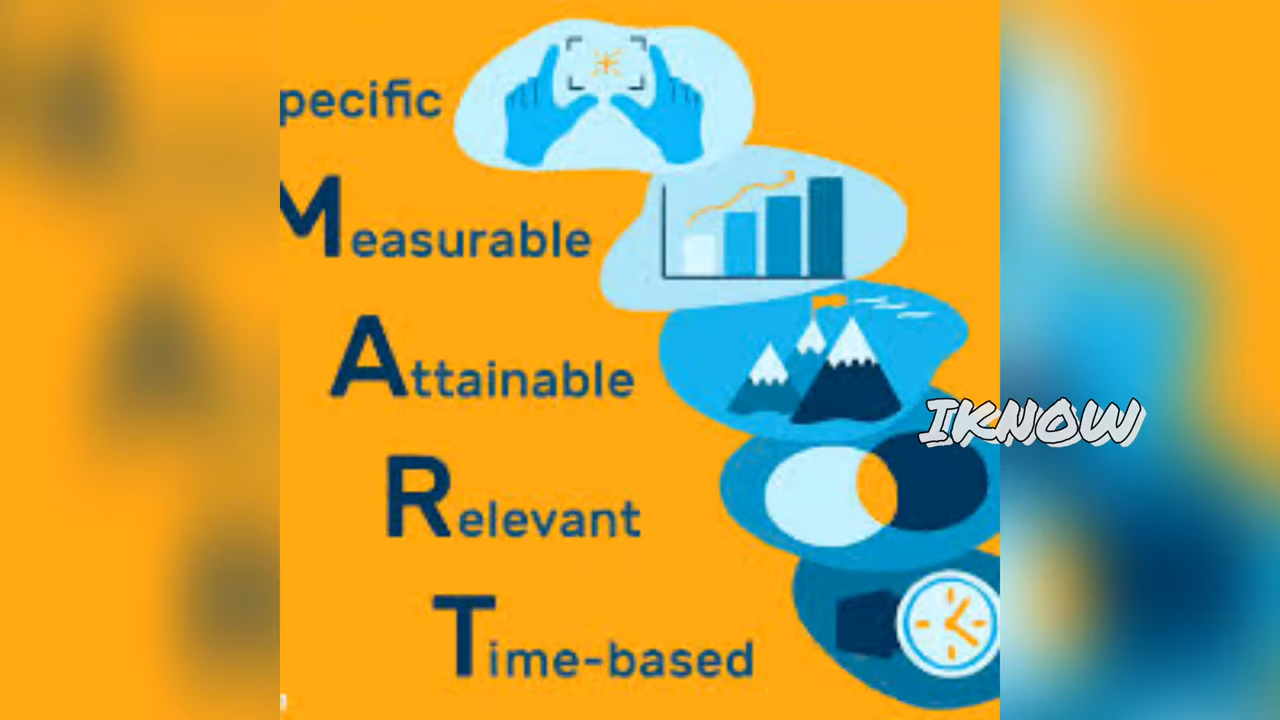 pecific
Measurable
Attainable
IKNOW
Relevant
Time-based